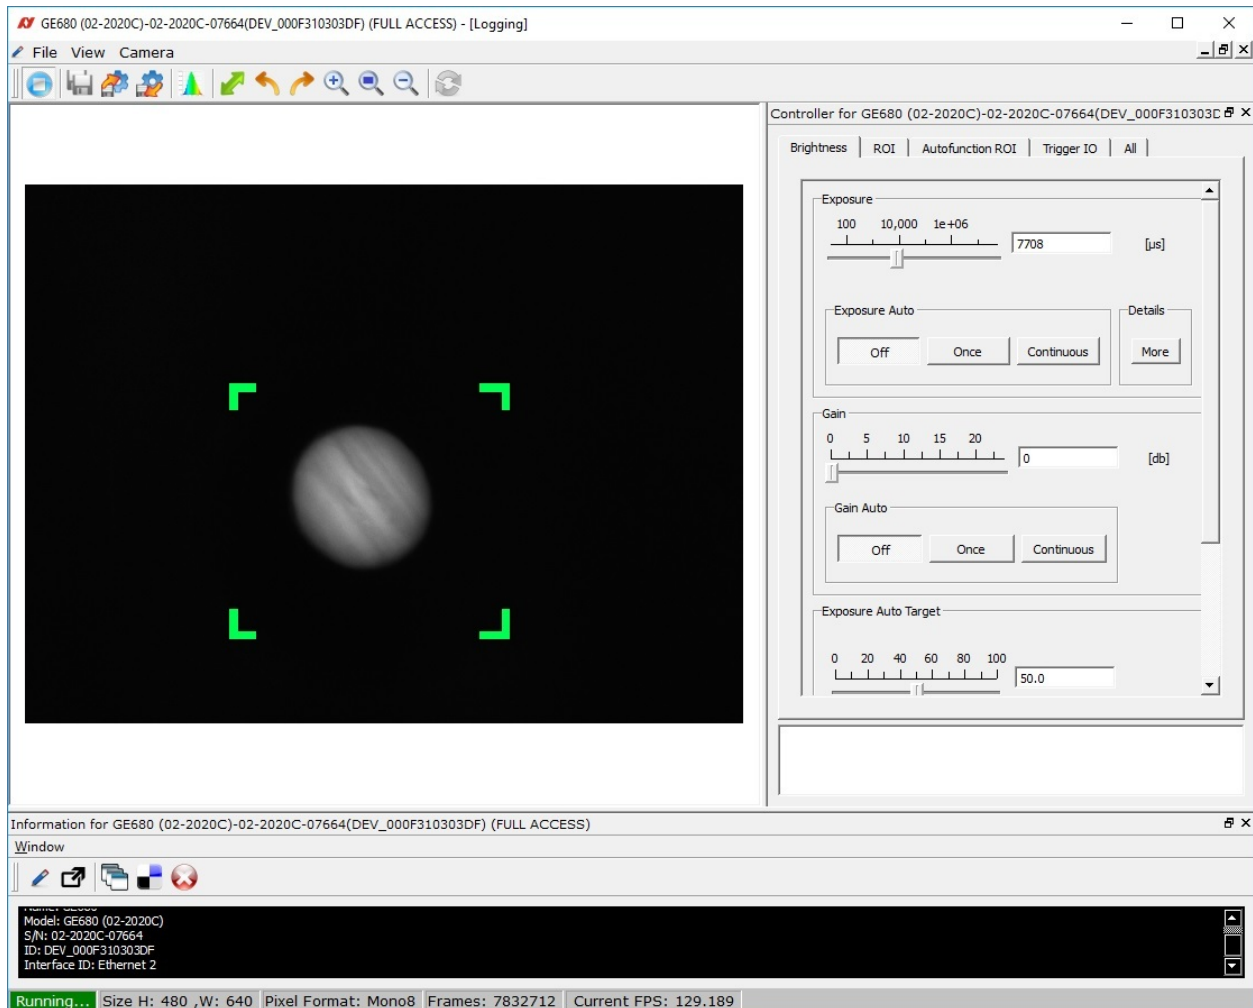 GE680 (02-2020C)-02-2020C-07664(DEV_000F310303DF) (FULL ACCESS) - [Logging]
File View Camera
Controller for GE680 (02-2020C)-02-2020C-07664(DEV_000F310303D
Brightness ROI Autofunction ROI Trigger IO All
Exposure
100 10,000 1e+06
7708 [µs]
Exposure Auto Details
Off Once Continuous More
Gain
0 5 10 15 20
0 [db]
Gain Auto
Off Once Continuous
Exposure Auto Target
0 20 40 60 80 100
50.0
Information for GE680 (02-2020C)-02-2020C-07664(DEV_000F310303DF) (FULL ACCESS)
Window
Name: GE680
Model: GE680 (02-2020C)
S/N: 02-2020C-07664
ID: DEV_000F310303DF
Interface ID: Ethernet 2
Running... Size H: 480 ,W: 640 Pixel Format: Mono8 Frames: 7832712 Current FPS: 129.189